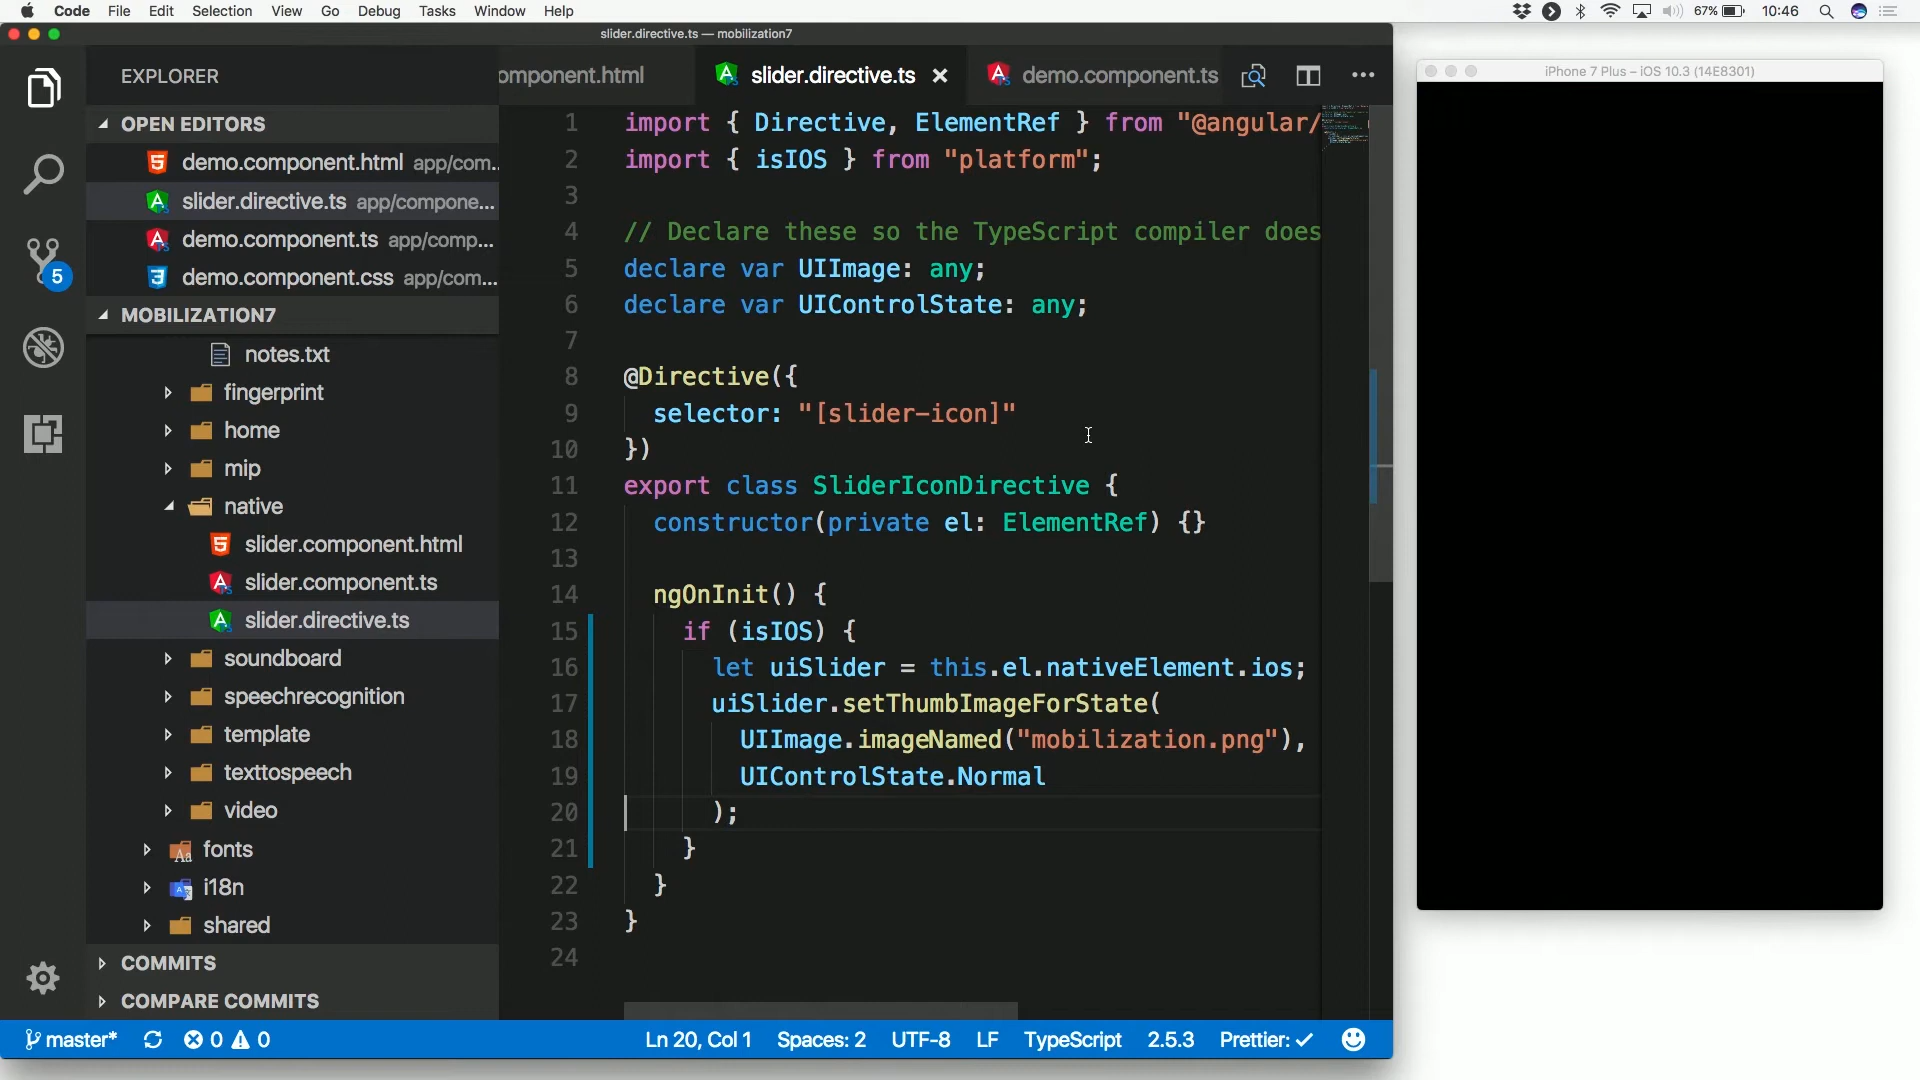 Code File Edit Selection View Go Debug Tasks Window Help
67% 10:46
slider.directive.ts — mobilization7
EXPLORER
OPEN EDITORS
demo.component.html app/com...
slider.directive.ts app/compone...
demo.component.ts app/comp...
demo.component.css app/com...
MOBILIZATION7
notes.txt
fingerprint
home
mip
native
slider.component.html
slider.component.ts
slider.directive.ts
soundboard
speechrecognition
template
texttospeech
video
fonts
i18n
shared
COMMITS
COMPARE COMMITS
5
omponent.html slider.directive.ts demo.component.ts
1 import { Directive, ElementRef } from "@angular/
2 import { isIOS } from "platform";
3
4 // Declare these so the TypeScript compiler does
5 declare var UIImage: any;
6 declare var UIControlState: any;
7
8 @Directive({
9 selector: "[slider-icon]"
10 })
11 export class SliderIconDirective {
12 constructor(private el: ElementRef) {}
13
14 ngOnInit() {
15 if (isIOS) {
16 let uiSlider = this.el.nativeElement.ios;
17 uiSlider.setThumbImageForState(
18 UIImage.imageNamed("mobilization.png"),
19 UIControlState.Normal
20 );
21 }
22 }
23 }
24
master* 0 0 Ln 20, Col 1 Spaces: 2 UTF-8 LF TypeScript 2.5.3 Prettier: ✓
iPhone 7 Plus – iOS 10.3 (14E8301)